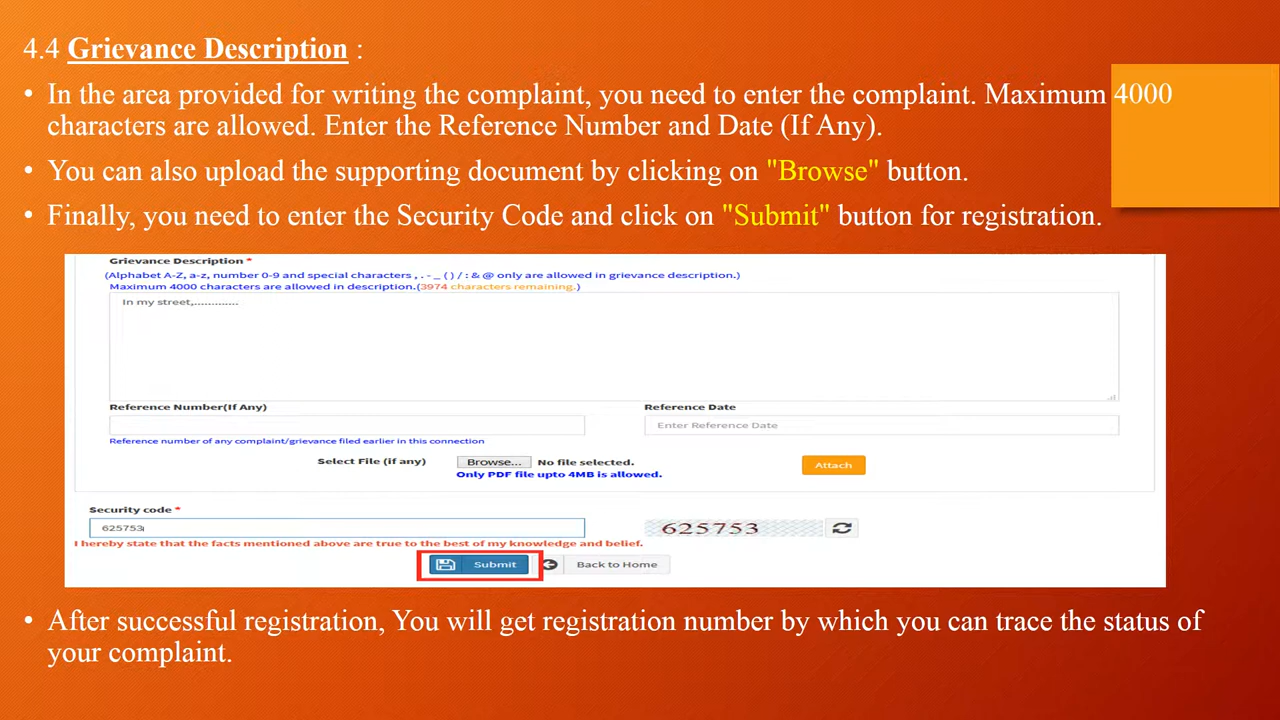 4.4 Grievance Description :
• In the area provided for writing the complaint, you need to enter the complaint. Maximum 4000
characters are allowed. Enter the Reference Number and Date (If Any).
• You can also upload the supporting document by clicking on "Browse" button.
• Finally, you need to enter the Security Code and click on "Submit" button for registration.
Grievance Description *
(Alphabet A-Z, a-z, number 0-9 and special characters , . - _ ( ) / : & @ only are allowed in grievance description.)
Maximum 4000 characters are allowed in description.(3974 characters remaining.)
In my street,............
Reference Number(If Any) Reference Date
Enter Reference Date
Reference number of any complaint/grievance filed earlier in this connection
Select File (if any) Browse... No file selected. Attach
Only PDF file upto 4MB is allowed.
Security code *
625753 625753
I hereby state that the facts mentioned above are true to the best of my knowledge and belief.
Submit Back to Home
• After successful registration, You will get registration number by which you can trace the status of
your complaint.